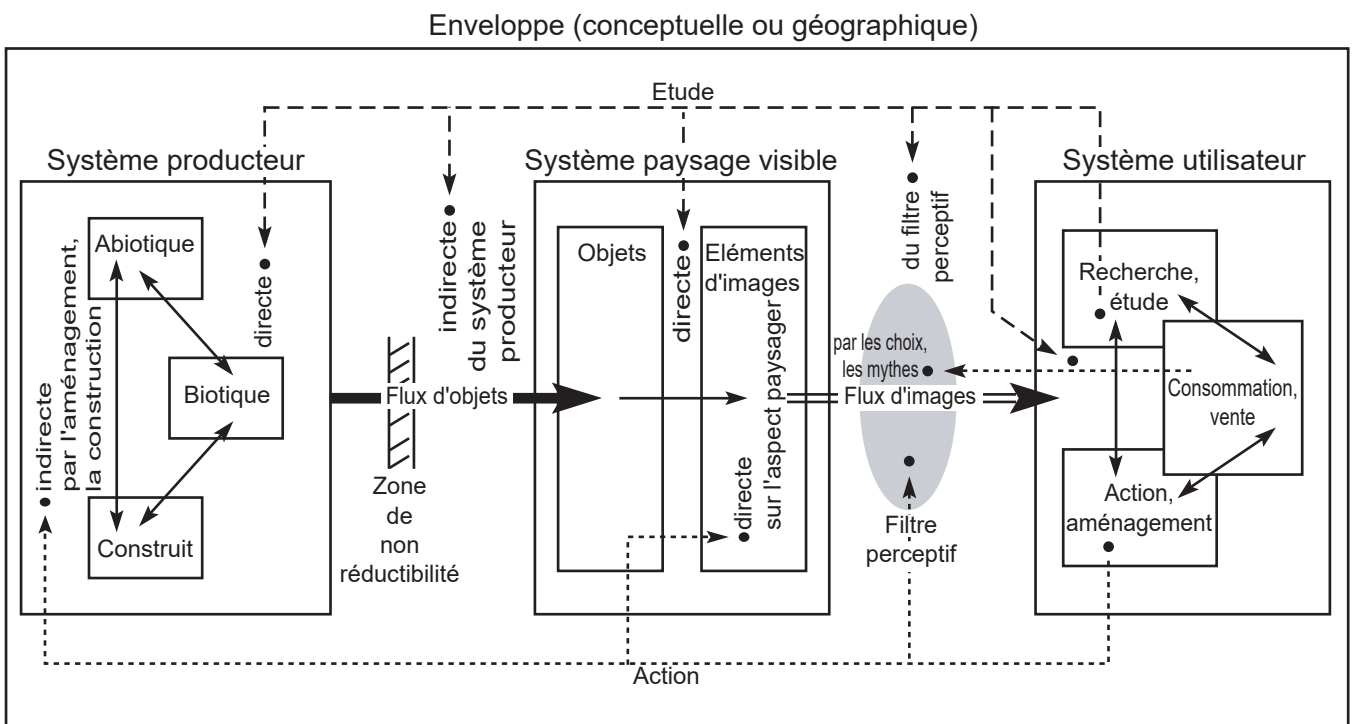 Enveloppe (conceptuelle ou géographique)
Etude
Système producteur
Abiotique
Biotique
Construit
directe
indirecte
par l'aménagement,
la construction
Flux d'objets
Zone
de
non
réductibilité
indirecte
du système
producteur
Système paysage visible
Objets
directe
Eléments
d'images
directe
sur l'aspect paysager
du filtre
perceptif
par les choix,
les mythes
Flux d'images
Filtre
perceptif
Système utilisateur
Recherche,
étude
Consommation,
vente
Action,
aménagement
Action